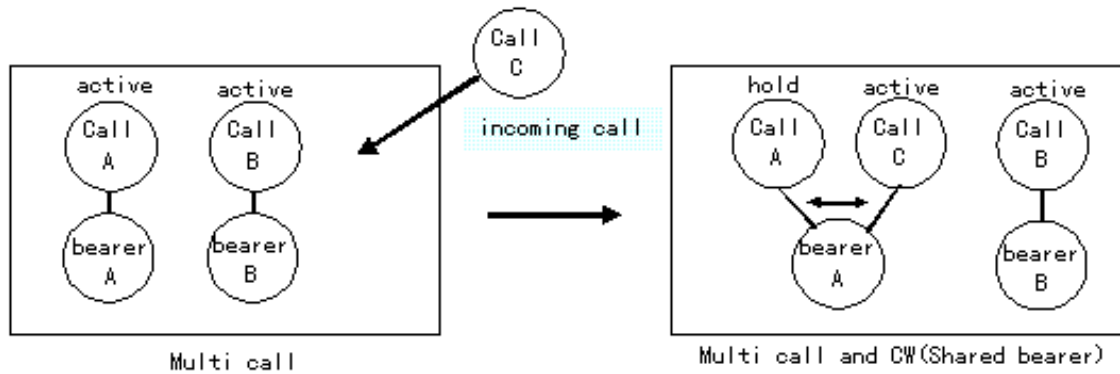 Call
C
incoming call
active
active
Call
A
Call
B
bearer
A
bearer
B
Multi call
hold
active
active
Call
A
Call
C
Call
B
bearer
A
bearer
B
Multi call and CW(Shared bearer)